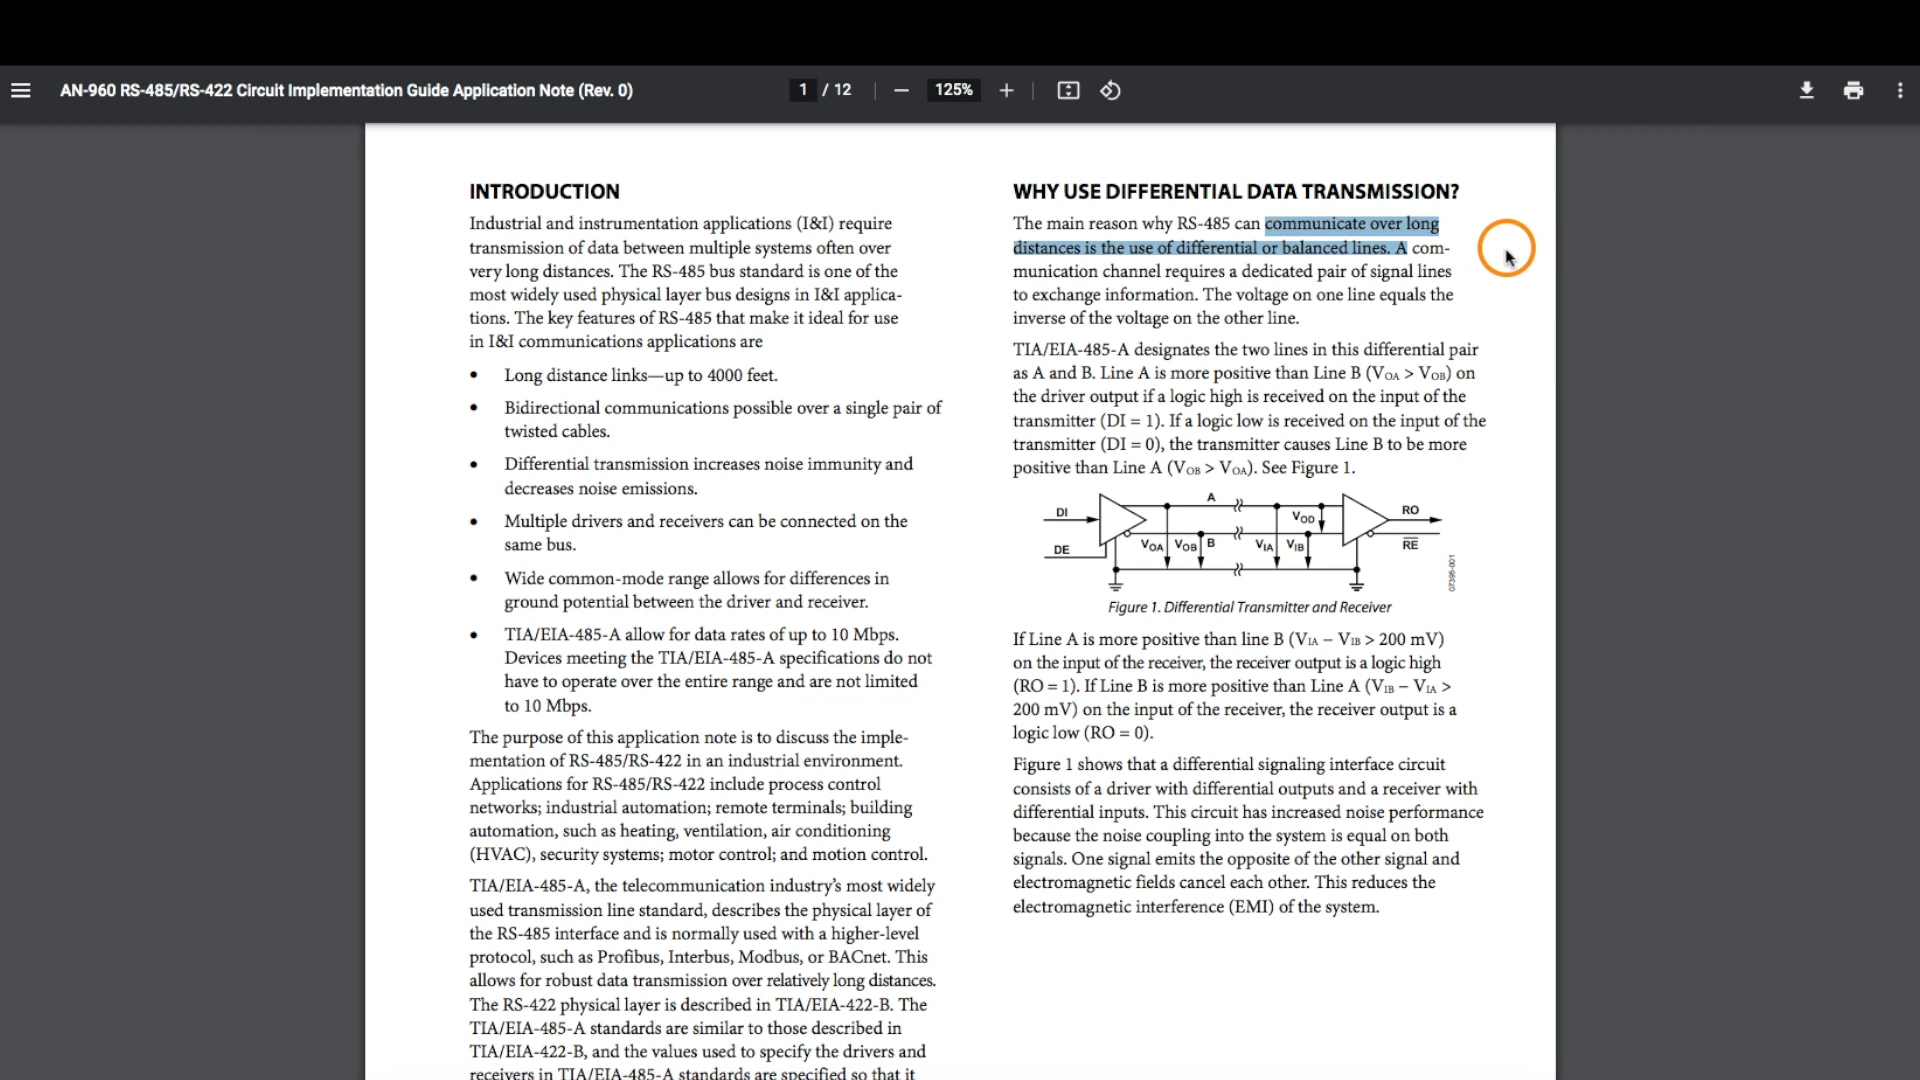 AN-960 RS-485/RS-422 Circuit Implementation Guide Application Note (Rev. 0)
1 / 12
125%
INTRODUCTION
Industrial and instrumentation applications (I&I) require
transmission of data between multiple systems often over
very long distances. The RS-485 bus standard is one of the
most widely used physical layer bus designs in I&I applica-
tions. The key features of RS-485 that make it ideal for use
in I&I communications applications are
• Long distance links—up to 4000 feet.
• Bidirectional communications possible over a single pair of
twisted cables.
• Differential transmission increases noise immunity and
decreases noise emissions.
• Multiple drivers and receivers can be connected on the
same bus.
• Wide common-mode range allows for differences in
ground potential between the driver and receiver.
• TIA/EIA-485-A allow for data rates of up to 10 Mbps.
Devices meeting the TIA/EIA-485-A specifications do not
have to operate over the entire range and are not limited
to 10 Mbps.
The purpose of this application note is to discuss the imple-
mentation of RS-485/RS-422 in an industrial environment.
Applications for RS-485/RS-422 include process control
networks; industrial automation; remote terminals; building
automation, such as heating, ventilation, air conditioning
(HVAC), security systems; motor control; and motion control.
TIA/EIA-485-A, the telecommunication industry’s most widely
used transmission line standard, describes the physical layer of
the RS-485 interface and is normally used with a higher-level
protocol, such as Profibus, Interbus, Modbus, or BACnet. This
allows for robust data transmission over relatively long distances.
The RS-422 physical layer is described in TIA/EIA-422-B. The
TIA/EIA-485-A standards are similar to those described in
TIA/EIA-422-B, and the values used to specify the drivers and
receivers in TIA/EIA-485-A standards are specified so that it
WHY USE DIFFERENTIAL DATA TRANSMISSION?
The main reason why RS-485 can communicate over long
distances is the use of differential or balanced lines. A com-
munication channel requires a dedicated pair of signal lines
to exchange information. The voltage on one line equals the
inverse of the voltage on the other line.
TIA/EIA-485-A designates the two lines in this differential pair
as A and B. Line A is more positive than Line B (VOA > VOB) on
the driver output if a logic high is received on the input of the
transmitter (DI = 1). If a logic low is received on the input of the
transmitter (DI = 0), the transmitter causes Line B to be more
positive than Line A (VOB > VOA). See Figure 1.
DI
DE
A
VOA VOB B
VIA VIB
VOD
RO
RE
07395-001
Figure 1. Differential Transmitter and Receiver
If Line A is more positive than line B (VIA – VIB > 200 mV)
on the input of the receiver, the receiver output is a logic high
(RO = 1). If Line B is more positive than Line A (VIB – VIA >
200 mV) on the input of the receiver, the receiver output is a
logic low (RO = 0).
Figure 1 shows that a differential signaling interface circuit
consists of a driver with differential outputs and a receiver with
differential inputs. This circuit has increased noise performance
because the noise coupling into the system is equal on both
signals. One signal emits the opposite of the other signal and
electromagnetic fields cancel each other. This reduces the
electromagnetic interference (EMI) of the system.